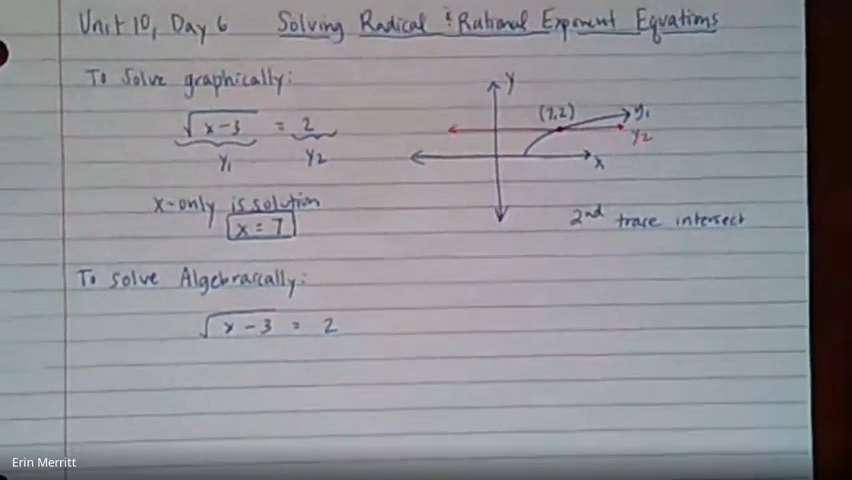 Unit 10, Day 6 Solving Radical & Rational Exponent Equations
To Solve graphically:
√x-3 = 2
y1 y2
x-only is solution
x = 7
y
(7,2) y1
y2
x
2nd trace intersect
To solve Algebraically:
√x-3 = 2
Erin Merritt